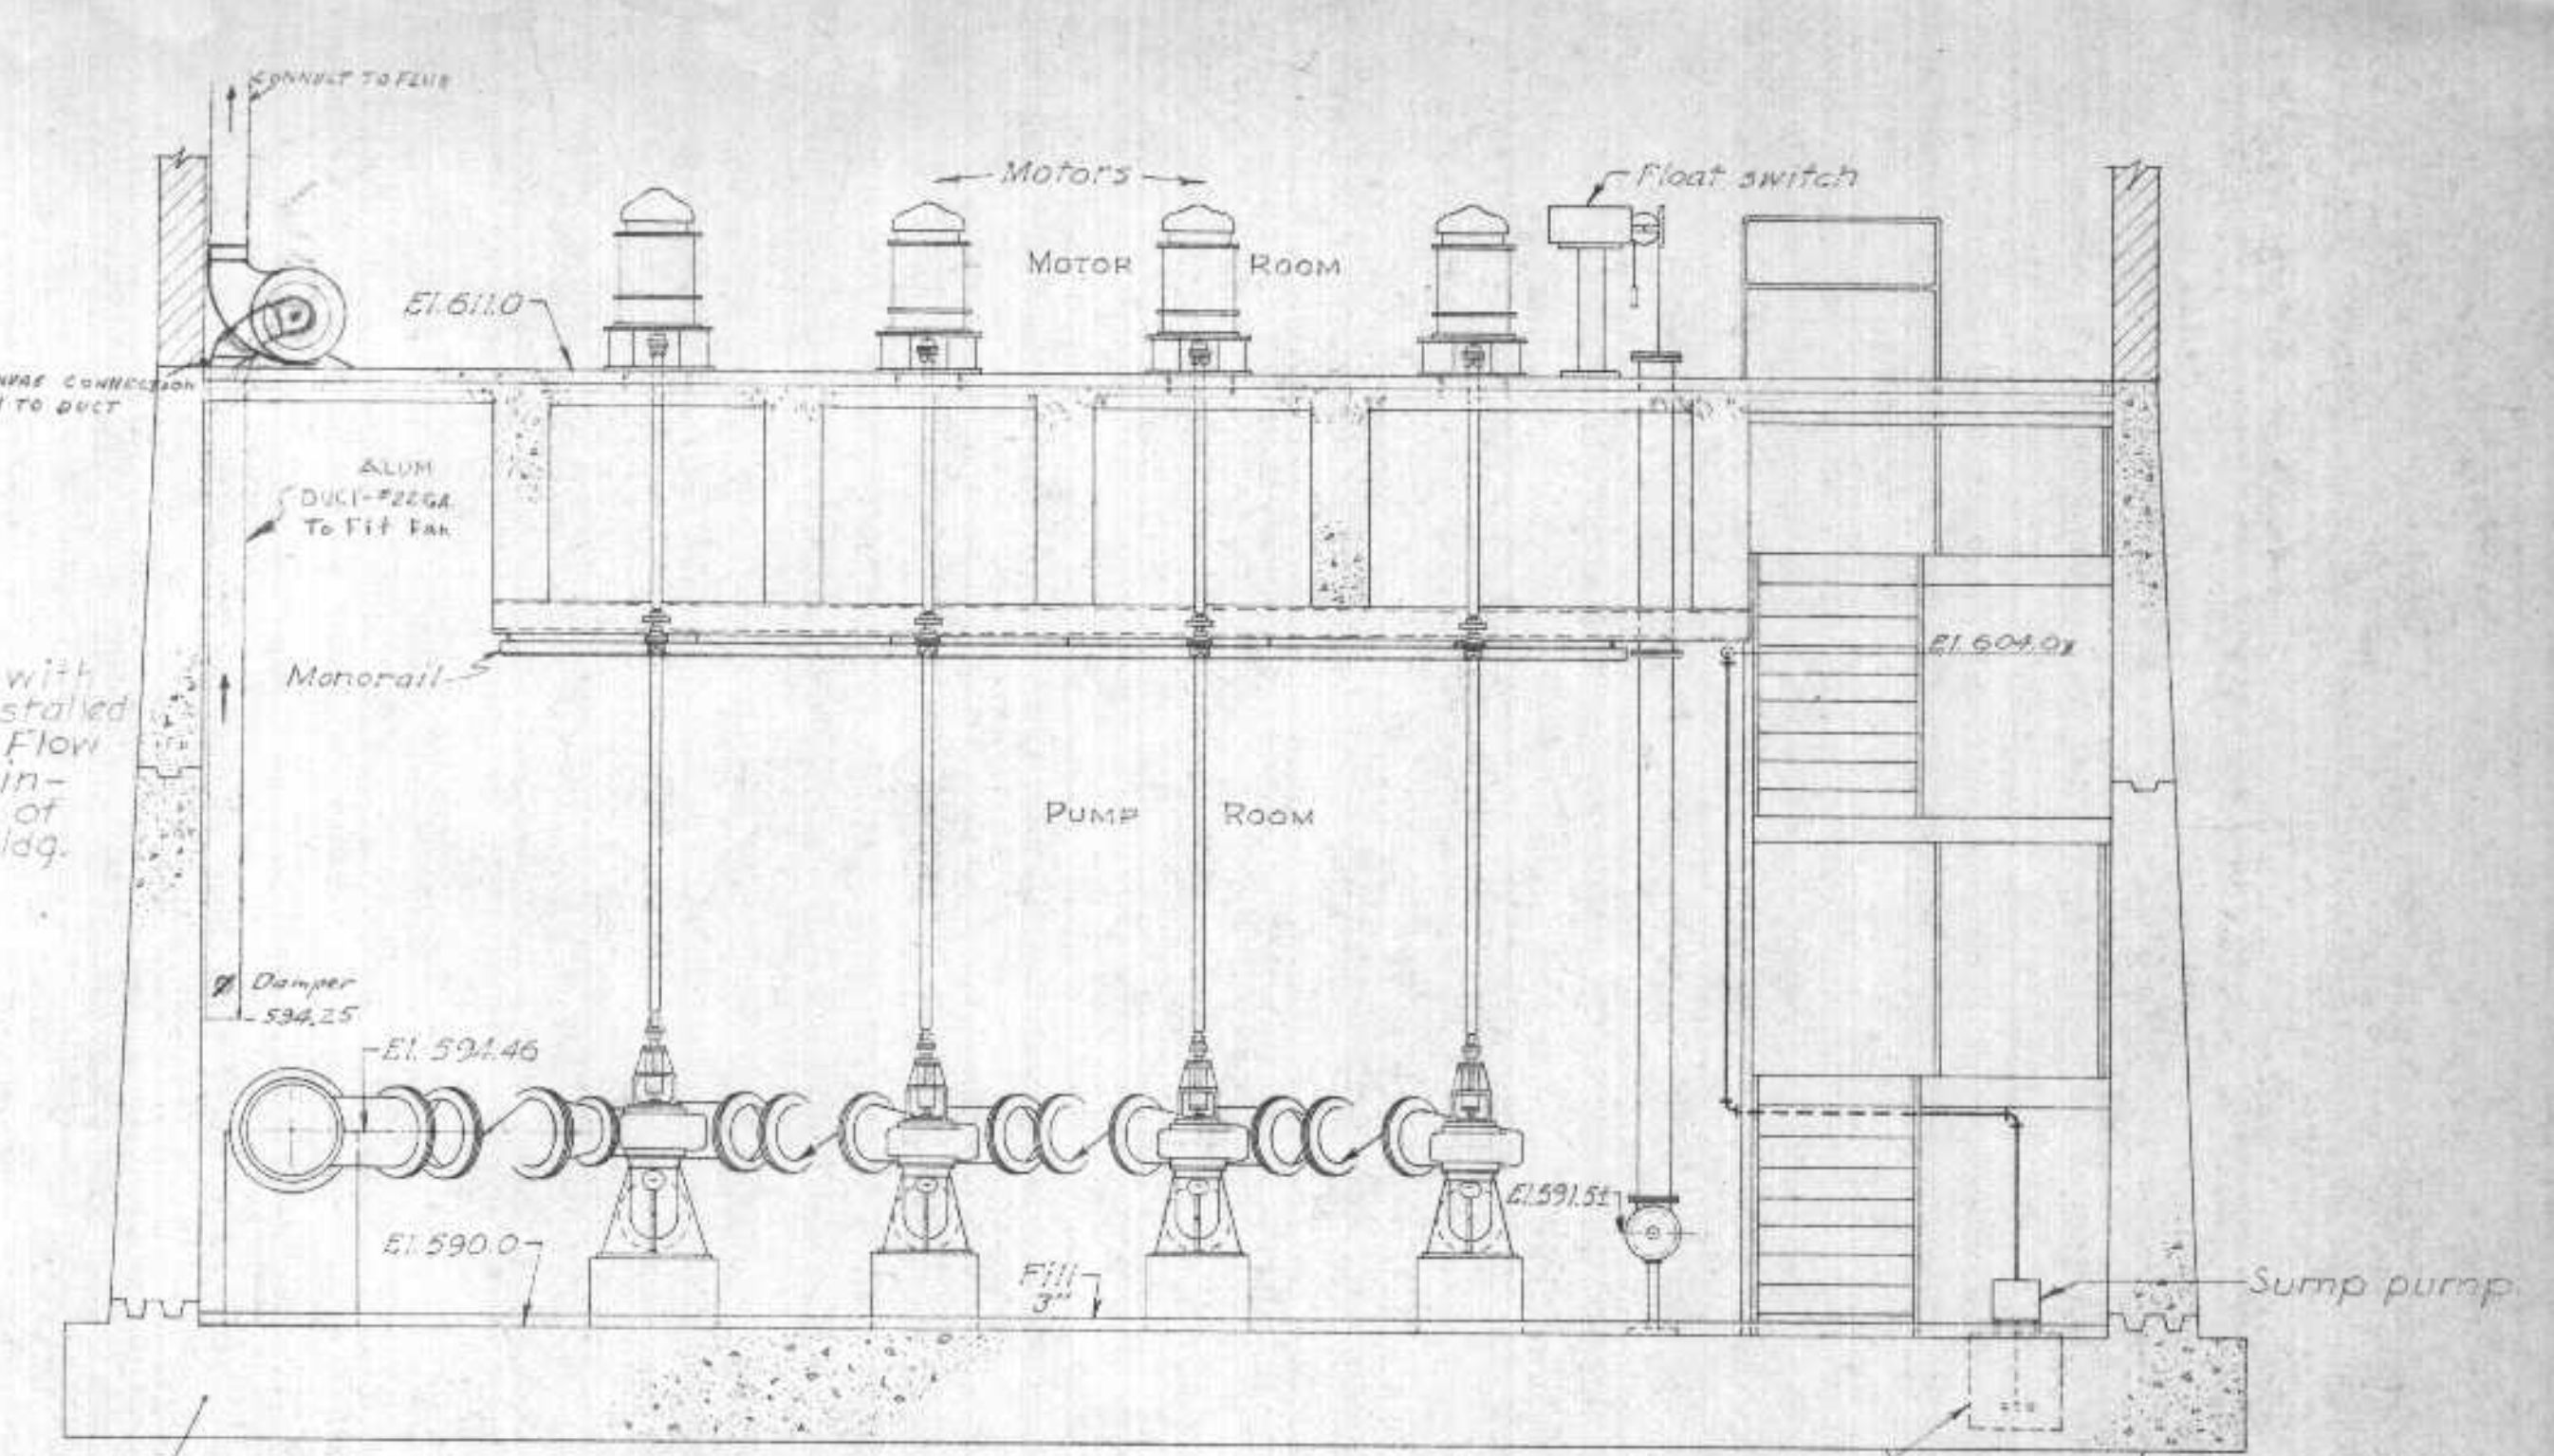 CONNECT TO FLUE
Motors
Float switch
MOTOR ROOM
El. 611.0
CONNECTION
TO DUCT
ALUM
DUCT-#22GA.
To Fit Fan
El. 604.0
Monorail
with
Flow
in-
of
PUMP ROOM
Damper
594.25
El. 594.46
El. 591.5±
El. 590.0
Fill
3"
Sump pump.